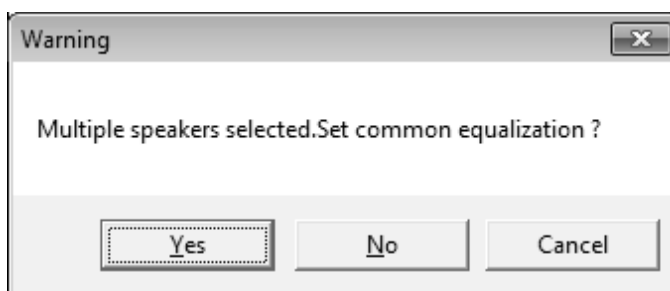 Warning
Multiple speakers selected.Set common equalization ?
Yes No Cancel